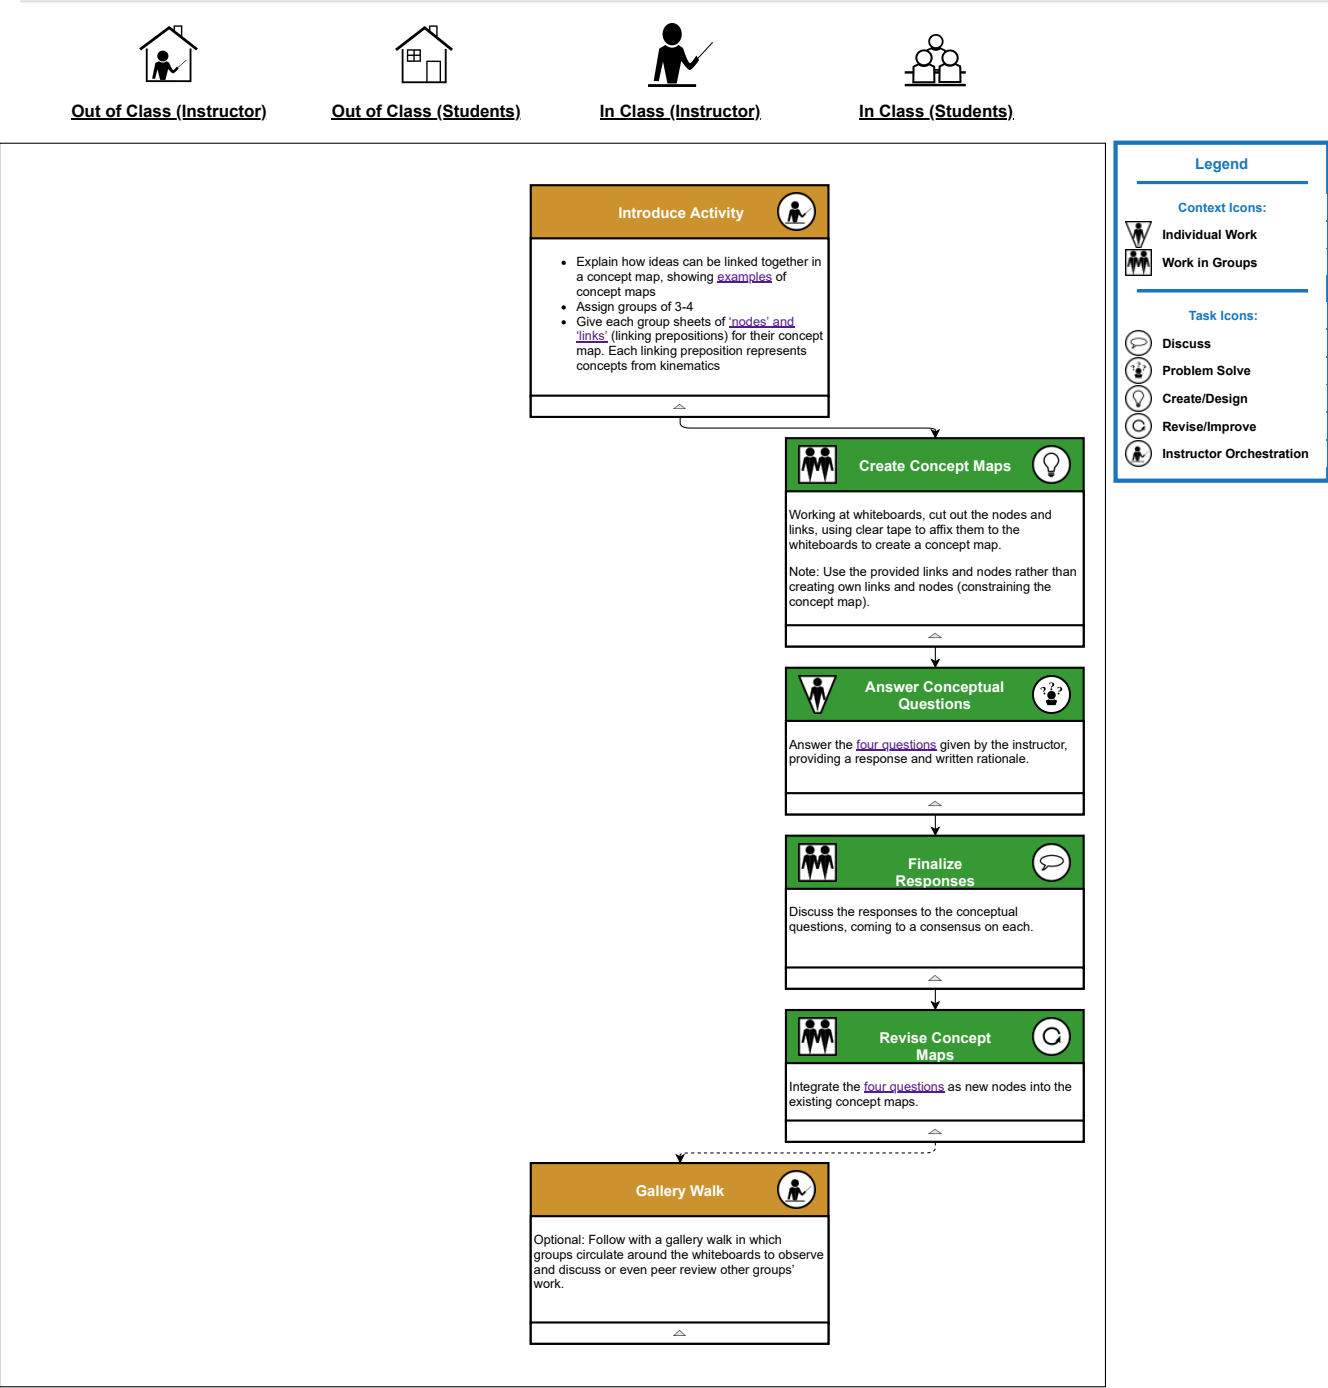 Out of Class (Instructor)
Out of Class (Students)
In Class (Instructor)
In Class (Students)
Introduce Activity
• Explain how ideas can be linked together in
a concept map, showing examples of
concept maps
• Assign groups of 3-4
• Give each group sheets of ‘nodes’ and
‘links’ (linking prepositions) for their concept
map. Each linking preposition represents
concepts from kinematics
Create Concept Maps
Working at whiteboards, cut out the nodes and
links, using clear tape to affix them to the
whiteboards to create a concept map.
Note: Use the provided links and nodes rather than
creating own links and nodes (constraining the
concept map).
Answer Conceptual
Questions
???
Answer the four questions given by the instructor,
providing a response and written rationale.
Finalize
Responses
Discuss the responses to the conceptual
questions, coming to a consensus on each.
Revise Concept
Maps
Integrate the four questions as new nodes into the
existing concept maps.
Gallery Walk
Optional: Follow with a gallery walk in which
groups circulate around the whiteboards to observe
and discuss or even peer review other groups’
work.
Legend
Context Icons:
Individual Work
Work in Groups
Task Icons:
Discuss
???
Problem Solve
Create/Design
Revise/Improve
Instructor Orchestration